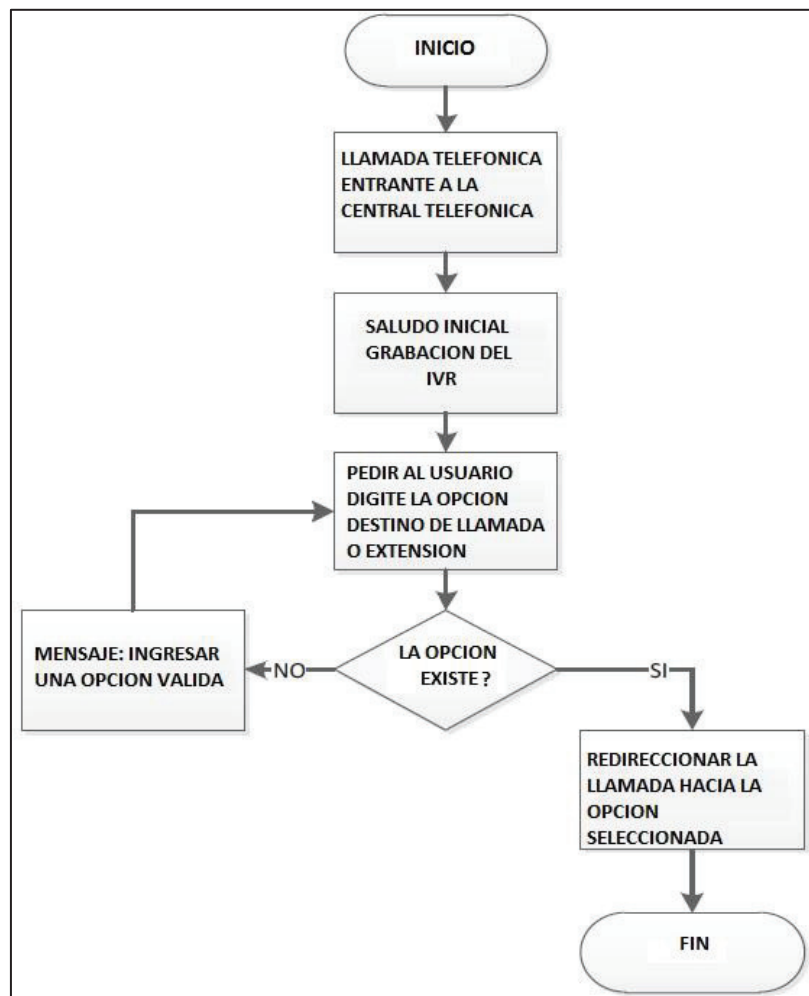 INICIO
LLAMADA TELEFONICA
ENTRANTE A LA
CENTRAL TELEFONICA
SALUDO INICIAL
GRABACION DEL
IVR
PEDIR AL USUARIO
DIGITE LA OPCION
DESTINO DE LLAMADA
O EXTENSION
MENSAJE: INGRESAR
UNA OPCION VALIDA
NO
LA OPCION
EXISTE ?
SI
REDIRECCIONAR LA
LLAMADA HACIA LA
OPCION
SELECCIONADA
FIN